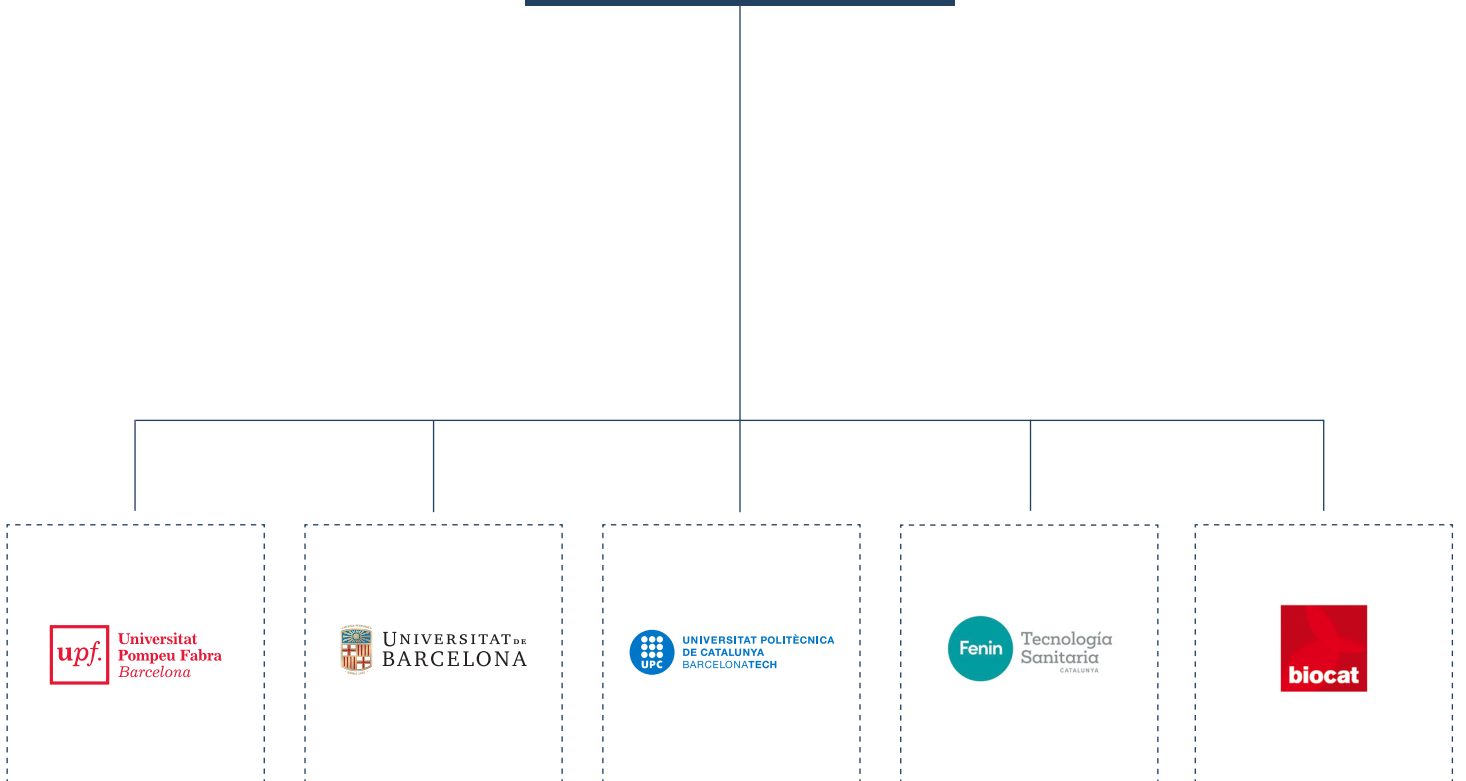 upf.
Universitat
Pompeu Fabra
Barcelona
UNIVERSITAT DE
BARCELONA
UPC
UNIVERSITAT POLITÈCNICA
DE CATALUNYA
BARCELONATECH
Fenin
Tecnología
Sanitaria
CATALUNYA
biocat